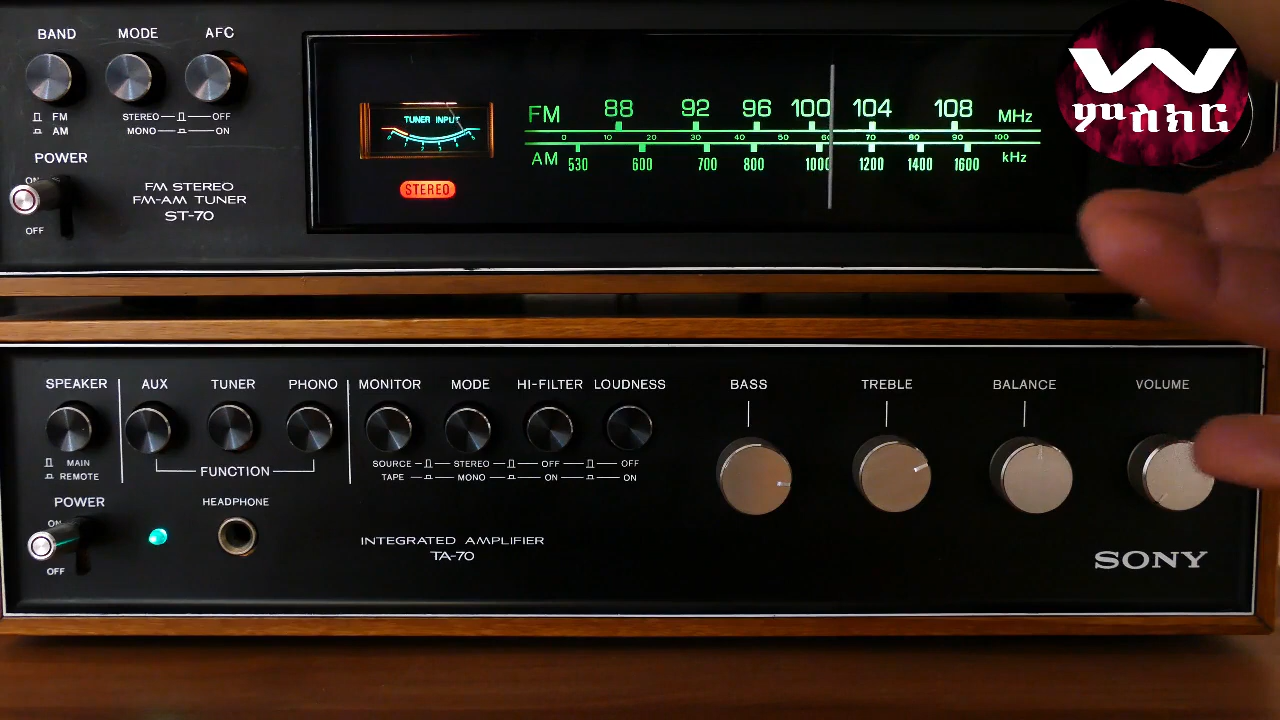 BAND MODE AFC
FM STEREO OFF
AM MONO ON
POWER
ON
OFF
FM STEREO
FM-AM TUNER
ST-70
TUNER INPUT
STEREO
FM 88 92 96 100 104 108 MHz
0 10 20 30 40 50 60 70 80 90 100
AM 530 600 700 800 1000 1200 1400 1600 kHz
W
ምስክር
SPEAKER AUX TUNER PHONO MONITOR MODE HI-FILTER LOUDNESS BASS TREBLE BALANCE VOLUME
MAIN
REMOTE
FUNCTION
SOURCE STEREO OFF OFF
TAPE MONO ON ON
POWER
ON
OFF
HEADPHONE
INTEGRATED AMPLIFIER
TA-70
SONY